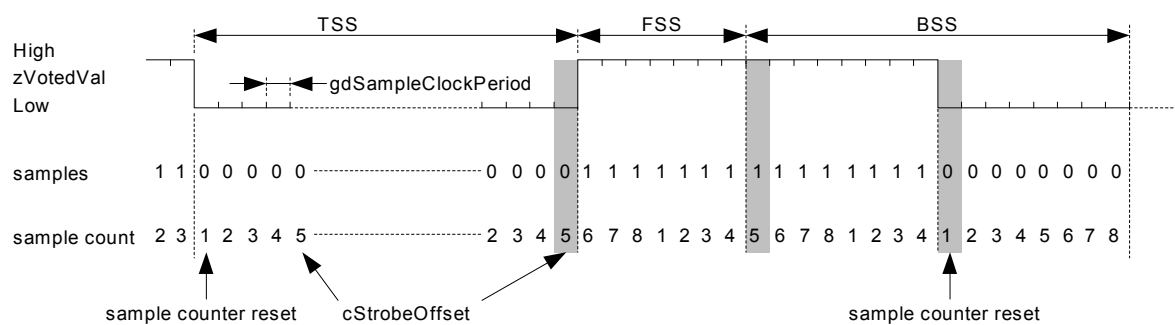 TSS FSS BSS
High
zVotedVal
gdSampleClockPeriod
Low
samples 1 1 0 0 0 0 0 0 0 0 0 1 1 1 1 1 1 1 1 1 1 1 1 1 1 1 0 0 0 0 0 0 0 0
sample count 2 3 1 2 3 4 5 2 3 4 5 6 7 8 1 2 3 4 5 6 7 8 1 2 3 4 1 2 3 4 5 6 7 8
sample counter reset cStrobeOffset sample counter reset